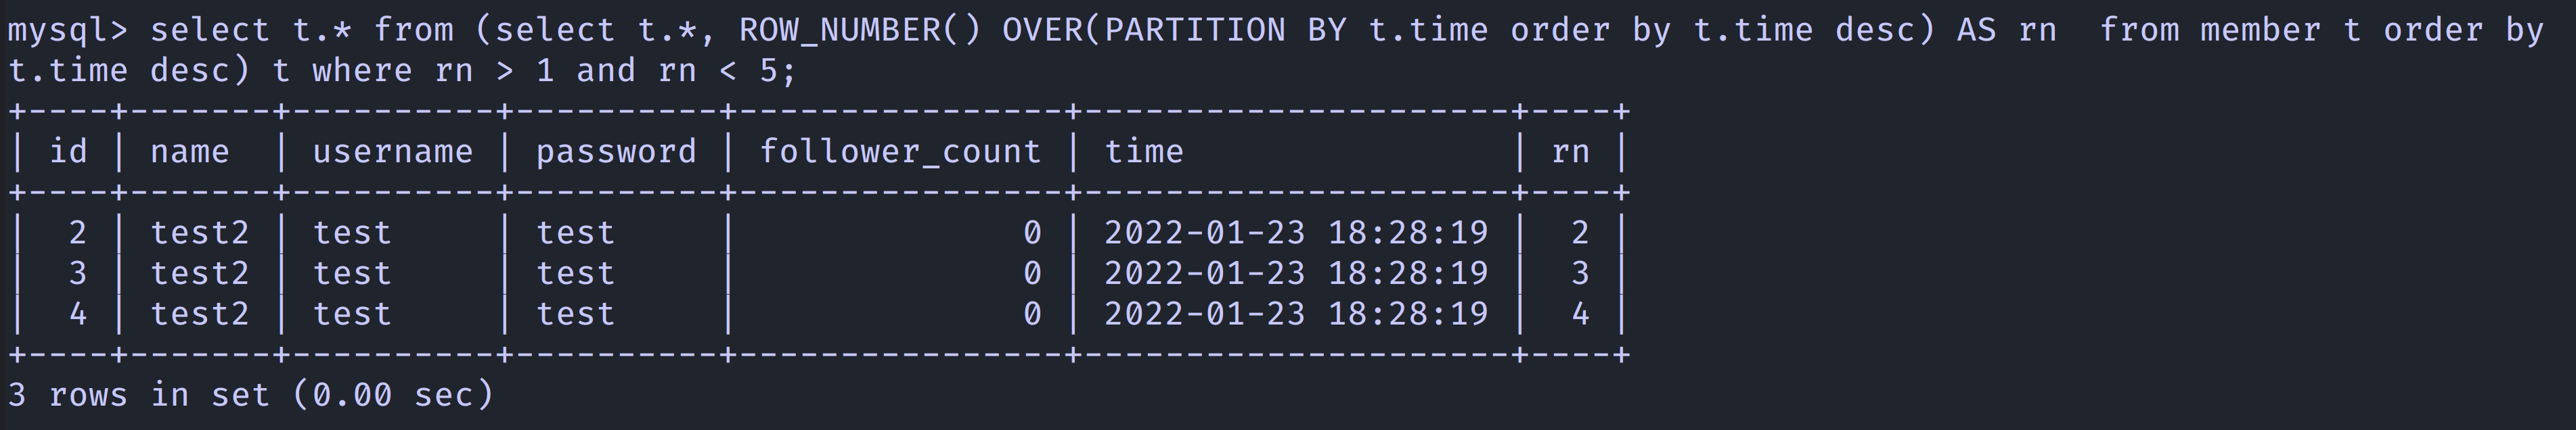 mysql> select t.* from (select t.*, ROW_NUMBER() OVER(PARTITION BY t.time order by t.time desc) AS rn  from member t order by
t.time desc) t where rn > 1 and rn < 5;
+----+-------+----------+----------+----------------+---------------------+----+
| id | name  | username | password | follower_count | time                | rn |
+----+-------+----------+----------+----------------+---------------------+----+
|  2 | test2 | test     | test     |              0 | 2022-01-23 18:28:19 |  2 |
|  3 | test2 | test     | test     |              0 | 2022-01-23 18:28:19 |  3 |
|  4 | test2 | test     | test     |              0 | 2022-01-23 18:28:19 |  4 |
+----+-------+----------+----------+----------------+---------------------+----+
3 rows in set (0.00 sec)